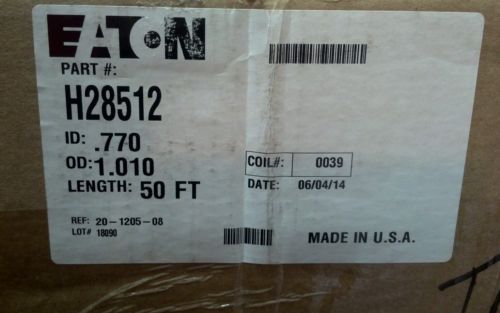 EATON
PART #:
H28512
ID: .770
OD: 1.010
LENGTH: 50 FT
COIL#: 0039
DATE: 06/04/14
REF: 20-1205-08
LOT# 18090
MADE IN U.S.A.